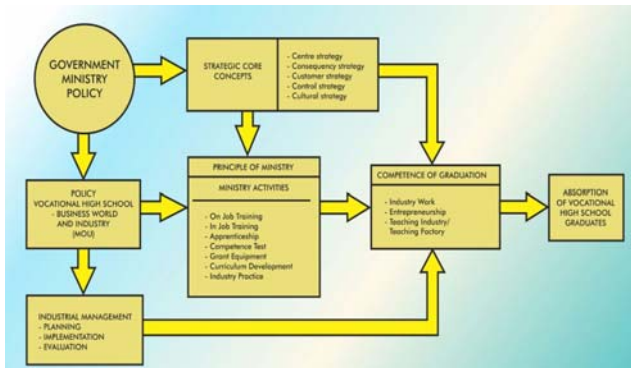 GOVERNMENT
MINISTRY
POLICY
STRATEGIC CORE
CONCEPTS
- Centre strategy
- Consequency strategy
- Customer strategy
- Control strategy
- Cultural strategy
POLICY
VOCATIONAL HIGH SCHOOL
- BUSINESS WORLD
AND INDUSTRY
(MOU)
PRINCIPLE OF MINISTRY
MINISTRY ACTIVITIES
- On Job Training
- In Job Training
- Apprenticeship
- Competence Test
- Grant Equipment
- Curriculum Development
- Industry Practice
COMPETENCE OF GRADUATION
- Industry Work
- Entrepreneurship
- Teaching Industry/
Teaching Factory
ABSORPTION
OF VOCATIONAL
HIGH SCHOOL
GRADUATES
INDUSTRIAL MANAGEMENT
- PLANNING
- IMPLEMENTATION
- EVALUATION